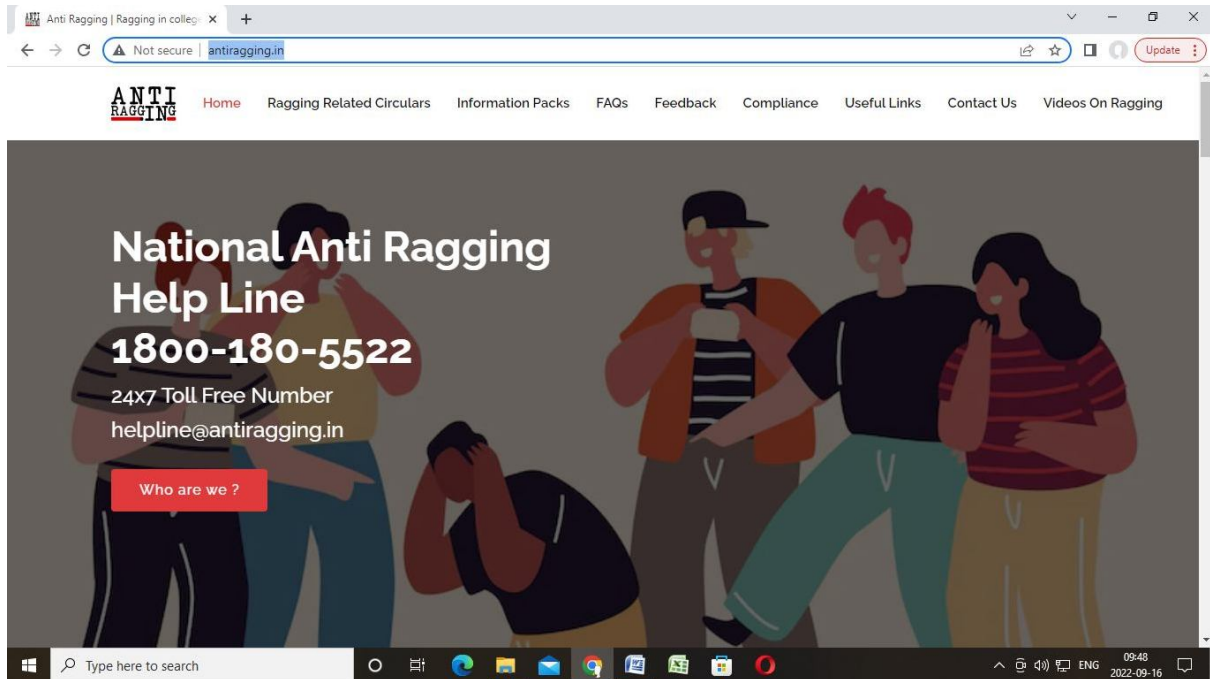 Anti Ragging | Ragging in colleg
Not secure | antiragging.in
Update
ANTI
RAGGING
Home Ragging Related Circulars Information Packs FAQs Feedback Compliance Useful Links Contact Us Videos On Ragging
National Anti Ragging
Help Line
1800-180-5522
24x7 Toll Free Number
helpline@antiragging.in
Who are we ?
Type here to search
ENG
09:48
2022-09-16